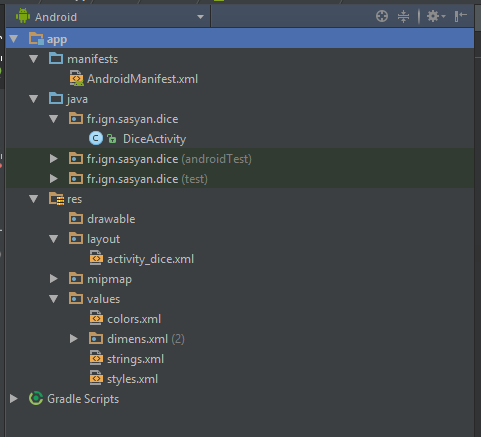 Android
app
manifests
AndroidManifest.xml
java
fr.ign.sasyan.dice
DiceActivity
fr.ign.sasyan.dice (androidTest)
fr.ign.sasyan.dice (test)
res
drawable
layout
activity_dice.xml
mipmap
values
colors.xml
dimens.xml (2)
strings.xml
styles.xml
Gradle Scripts